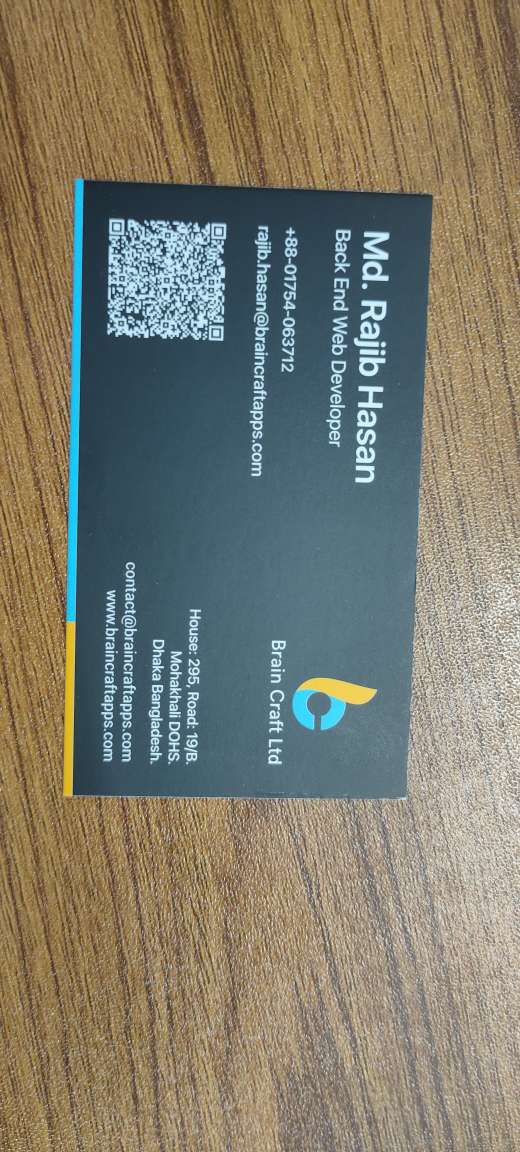 Md. Rajib Hasan
Back End Web Developer
+88-01754-063712
rajib.hasan@braincraftapps.com
Brain Craft Ltd
House: 295, Road: 19/B.
Mohakhali DOHS.
Dhaka Bangladesh.
contact@braincraftapps.com
www.braincraftapps.com